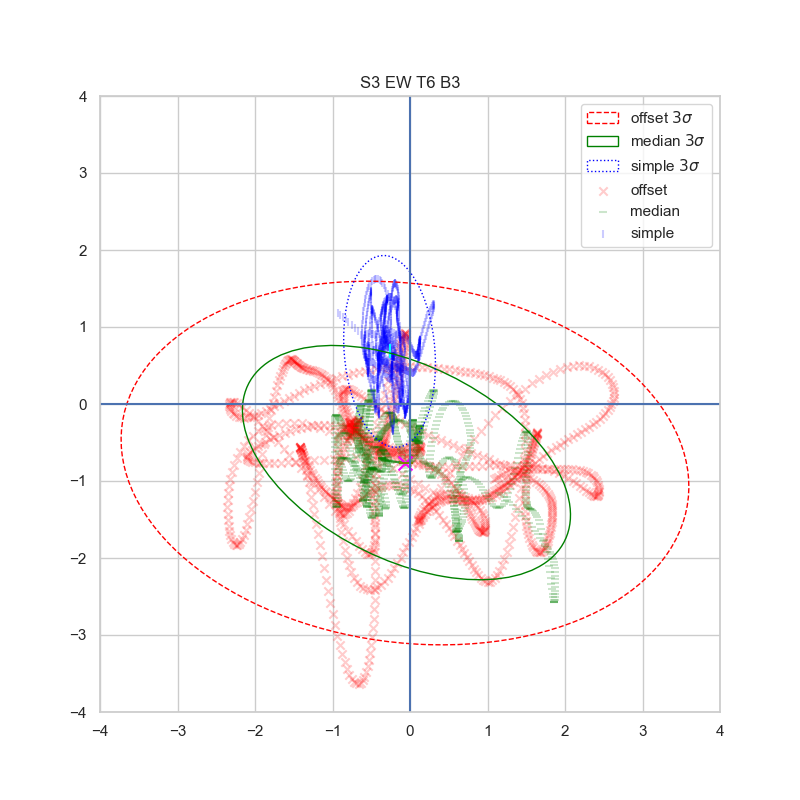 S3 EW T6 B3
4
3
2
1
0
−1
−2
−3
−4
−4 −3 −2 −1 0 1 2 3 4
offset 3σ
median 3σ
simple 3σ
offset
median
simple